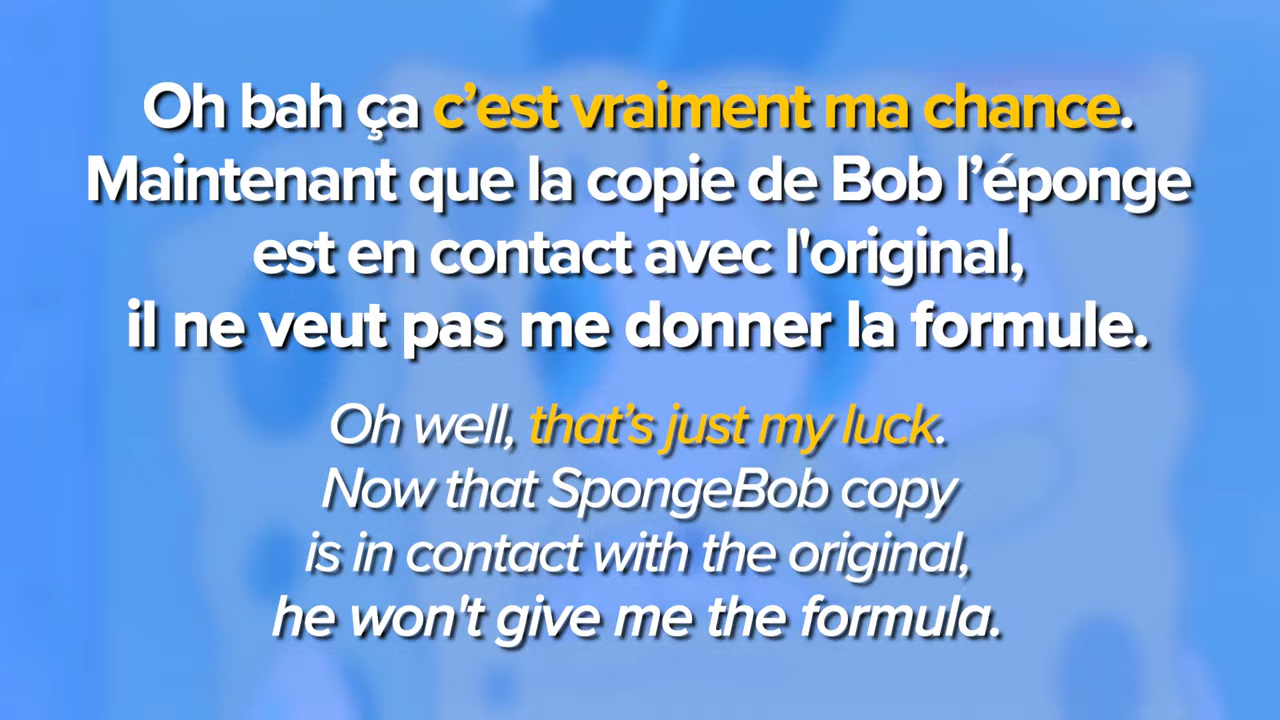 Oh bah ça c’est vraiment ma chance.
Maintenant que la copie de Bob l’éponge
est en contact avec l'original,
il ne veut pas me donner la formule.
Oh well, that’s just my luck.
Now that SpongeBob copy
is in contact with the original,
he won't give me the formula.